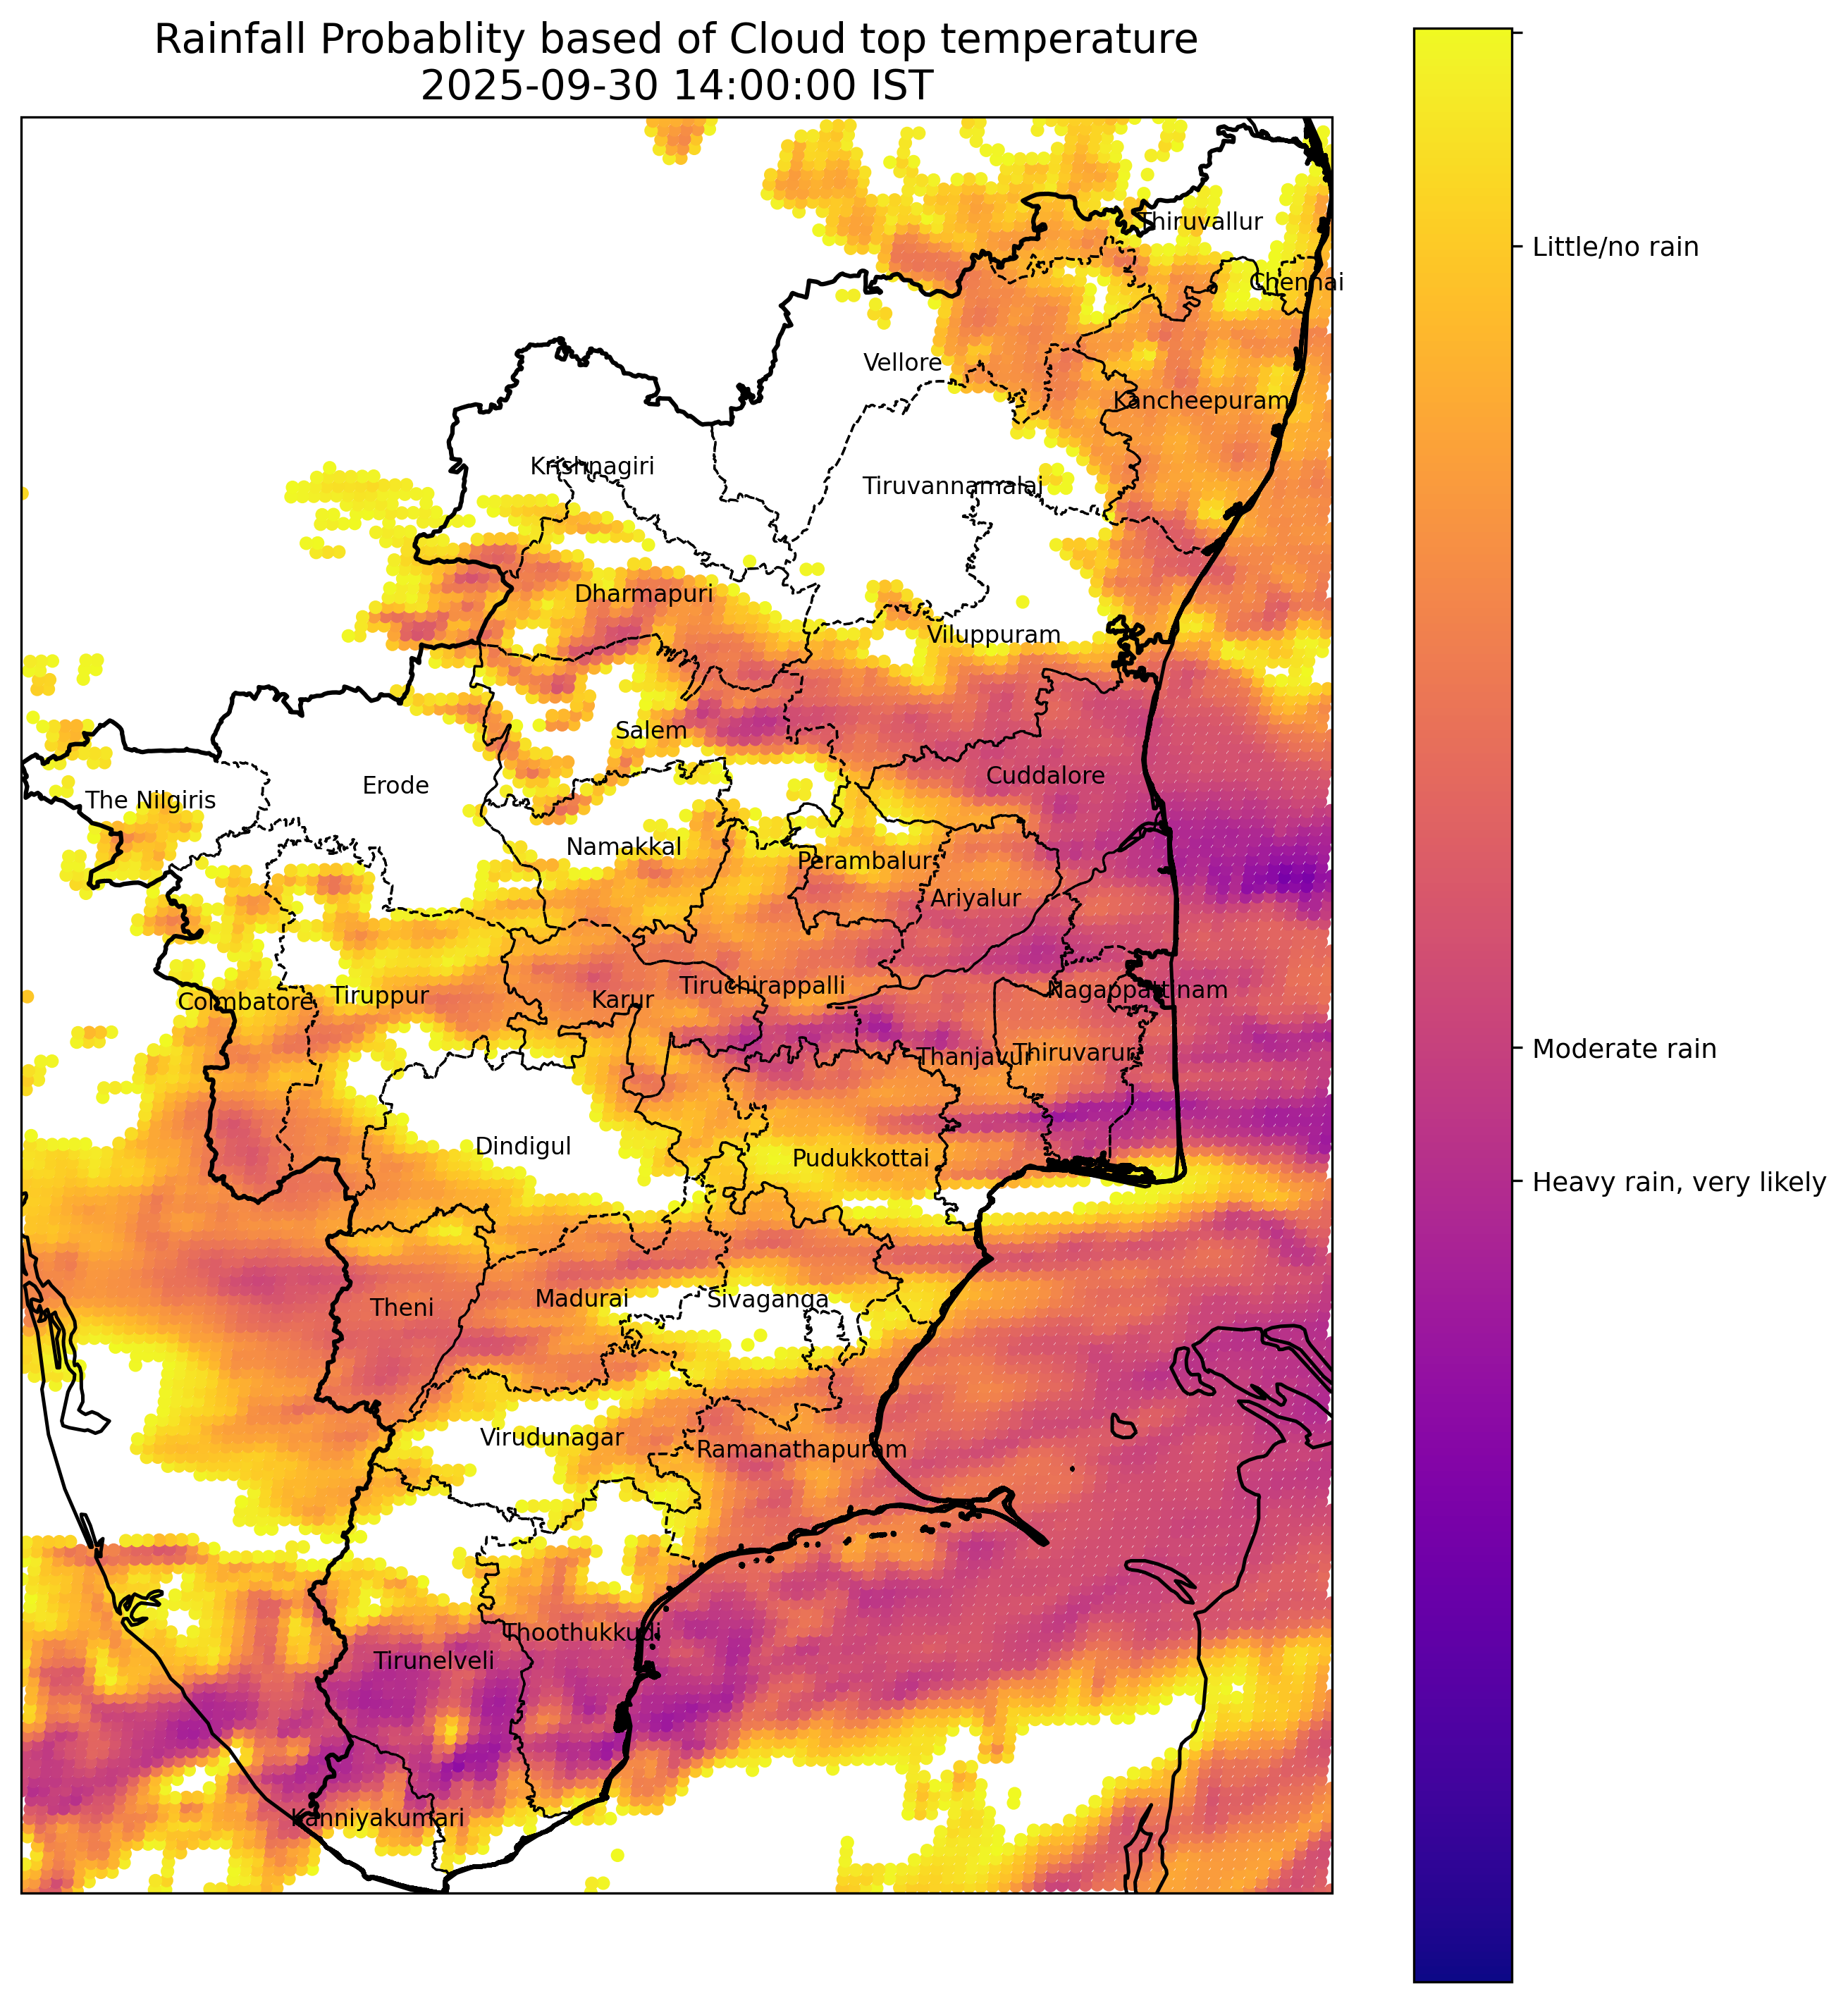 Rainfall Probablity based of Cloud top temperature
2025-09-30 14:00:00 IST
Thiruvallur
Chennai
Vellore
Kancheepuram
Krishnagiri
Tiruvannamalai
Dharmapuri
Viluppuram
Salem
Cuddalore
Erode
The Nilgiris
Namakkal
Perambalur
Ariyalur
Tiruchirappalli
Nagappattinam
Coimbatore
Tiruppur
Karur
Thanjavur
Thiruvarur
Dindigul
Pudukkottai
Theni
Madurai
Sivaganga
Virudunagar
Ramanathapuram
Thoothukkudi
Tirunelveli
Kanniyakumari
Little/no rain
Moderate rain
Heavy rain, very likely